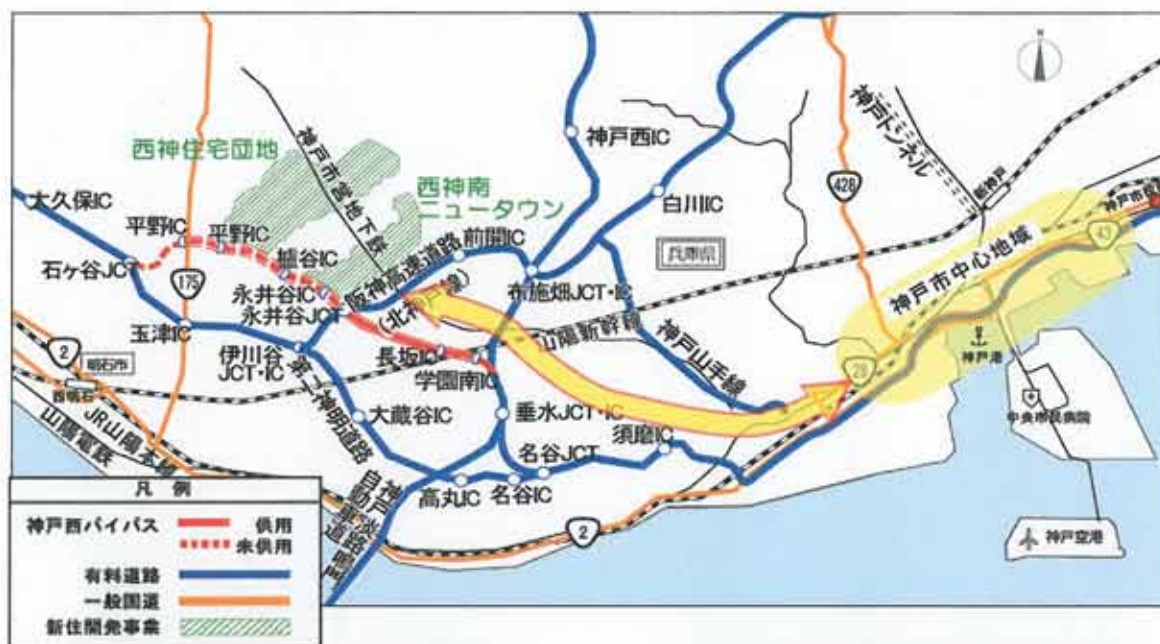 N
神戸西IC
神戸トンネル
西神住宅団地
神戸市営地下鉄
西神南
ニュータウン
428
新神戸
白川IC
大久保IC
平野IC
平野IC
前開IC
兵庫県
43
石ヶ谷JCT
175
櫨谷IC
阪神高速道路
(北神戸線)
布施畑JCT・IC
神戸市中心地域
永井谷IC
永井谷JCT
玉津IC
山陽新幹線
神戸山手線
神戸港
2
明石市
西明石
伊川谷
JCT・IC
長坂IC
学園南IC
28
第二神明道路
中央市民病院
JR山陽本線
山陽電鉄
大蔵谷IC
垂水JCT・IC
須磨IC
名谷JCT
高丸IC
名谷IC
神戸淡路鳴門
自動車道
2
神戸空港
凡例
神戸西バイパス
供用
未供用
有料道路
一般国道
新住開発事業